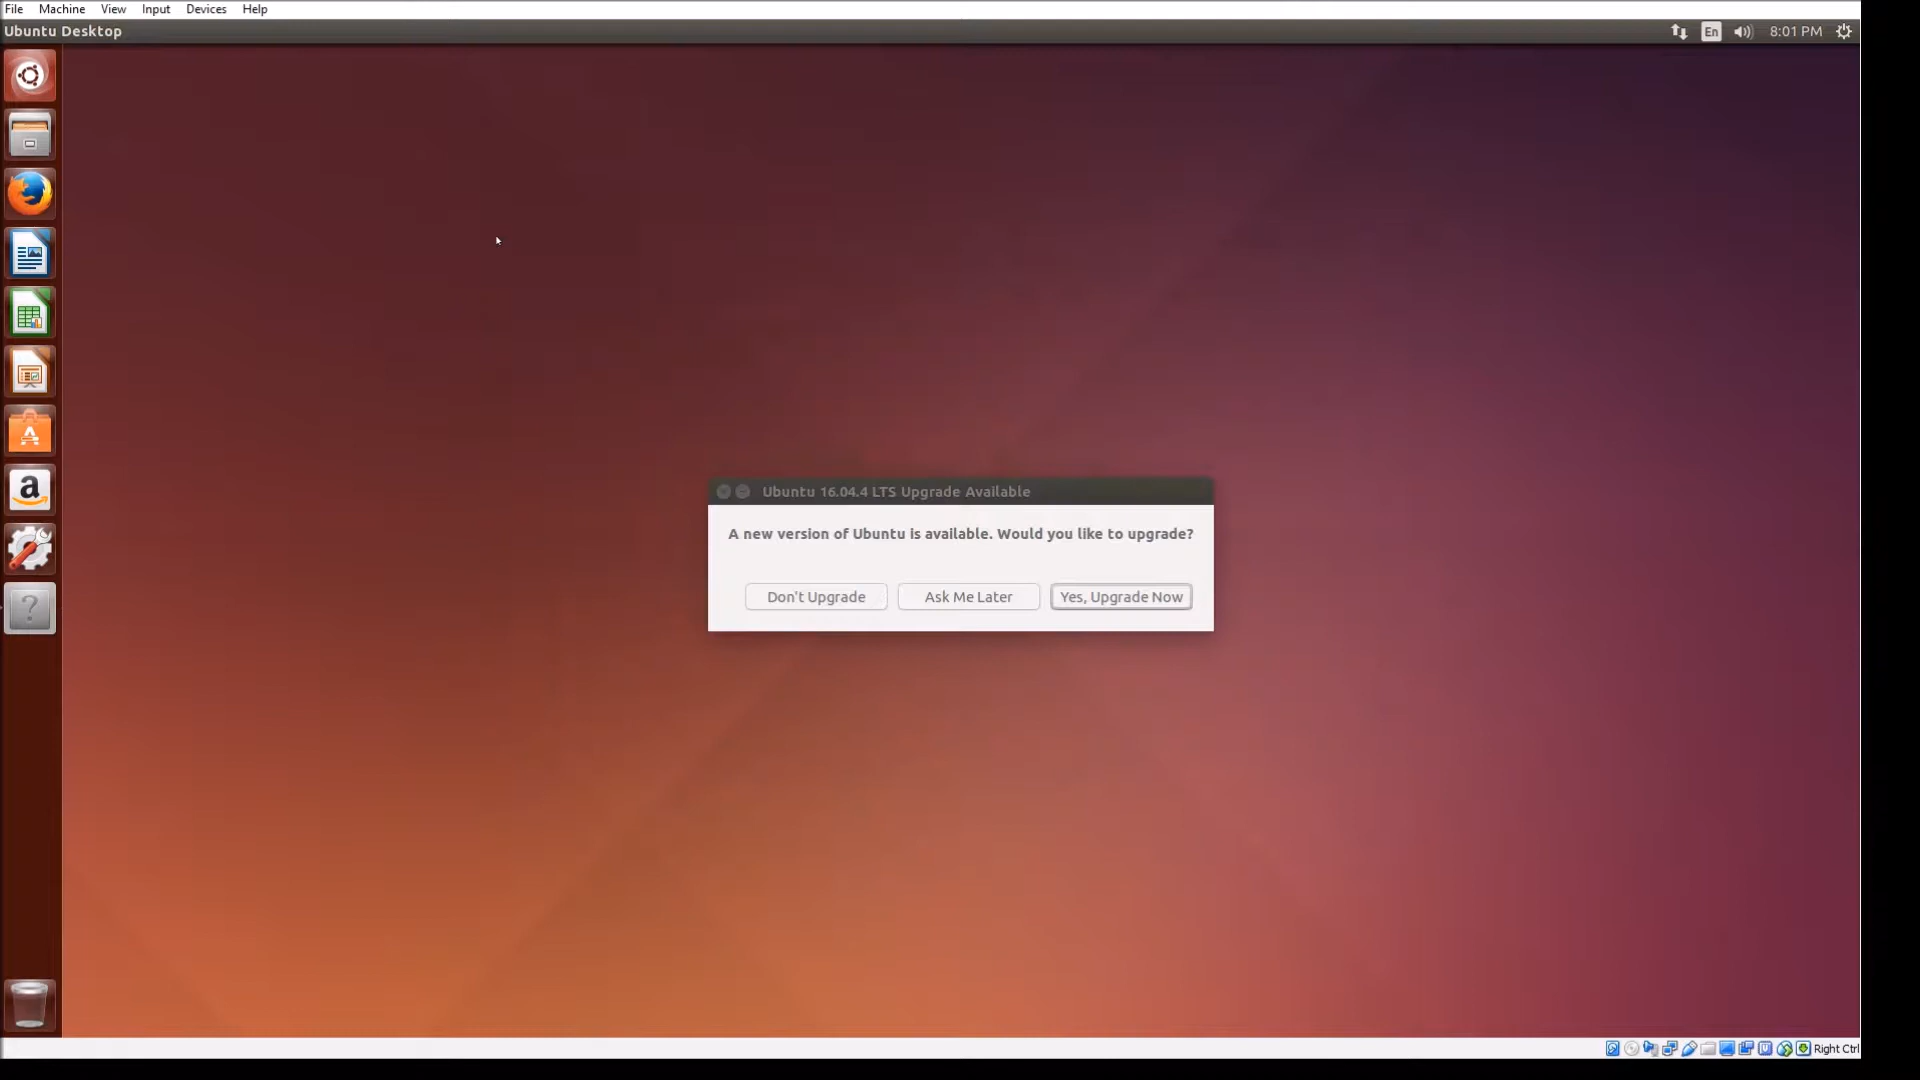 File Machine View Input Devices Help
Ubuntu Desktop En 8:01 PM
a
Ubuntu 16.04.4 LTS Upgrade Available
A new version of Ubuntu is available. Would you like to upgrade?
Don't Upgrade Ask Me Later Yes, Upgrade Now
?
Right Ctrl